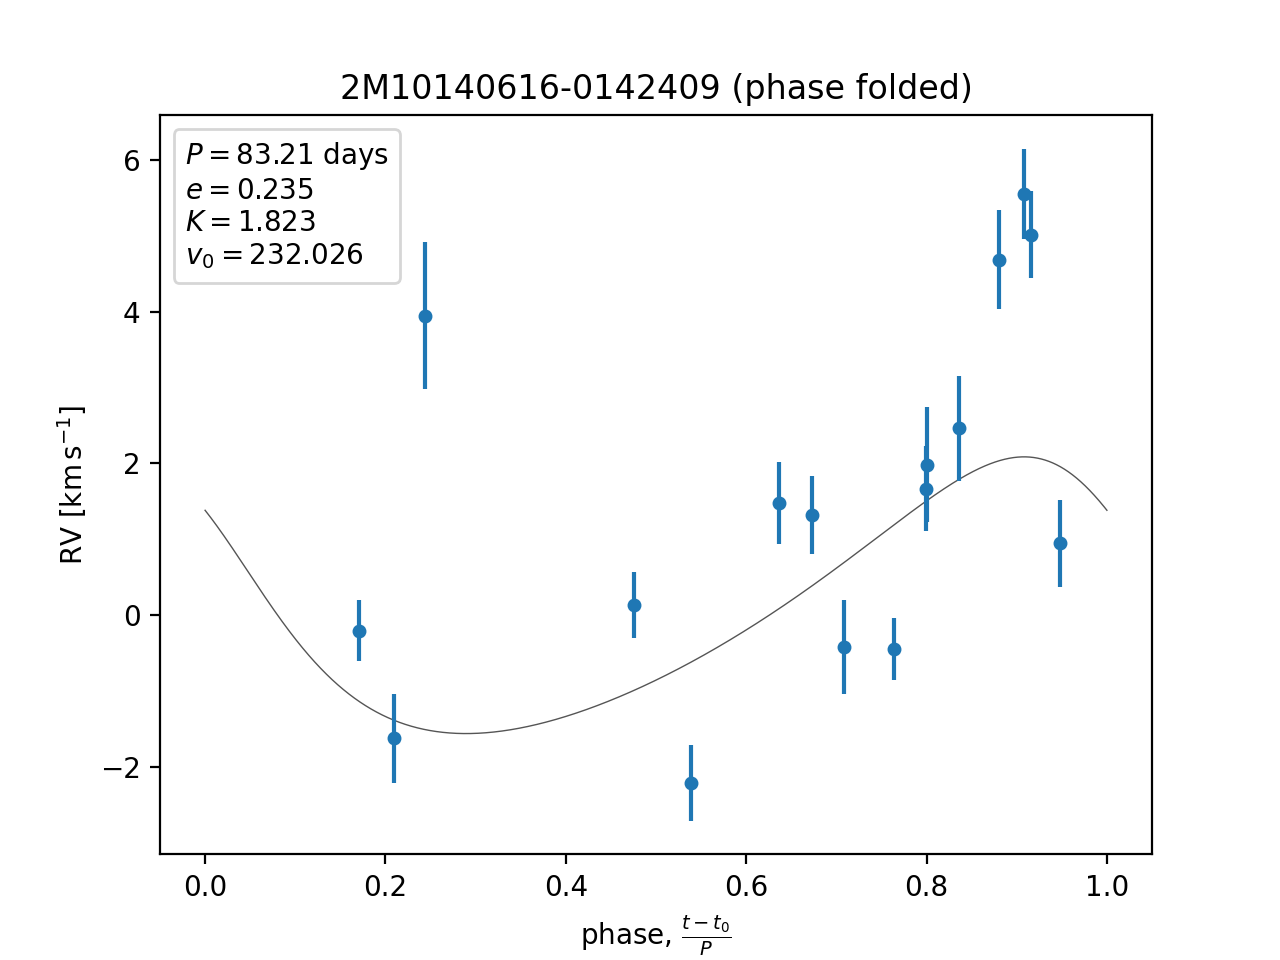 2M10140616-0142409 (phase folded)
P = 83.21 days
e = 0.235
K = 1.823
v₀ = 232.026
6
4
2
0
−2
RV [km s⁻¹]
0.0 0.2 0.4 0.6 0.8 1.0
phase, (t − t₀)/P